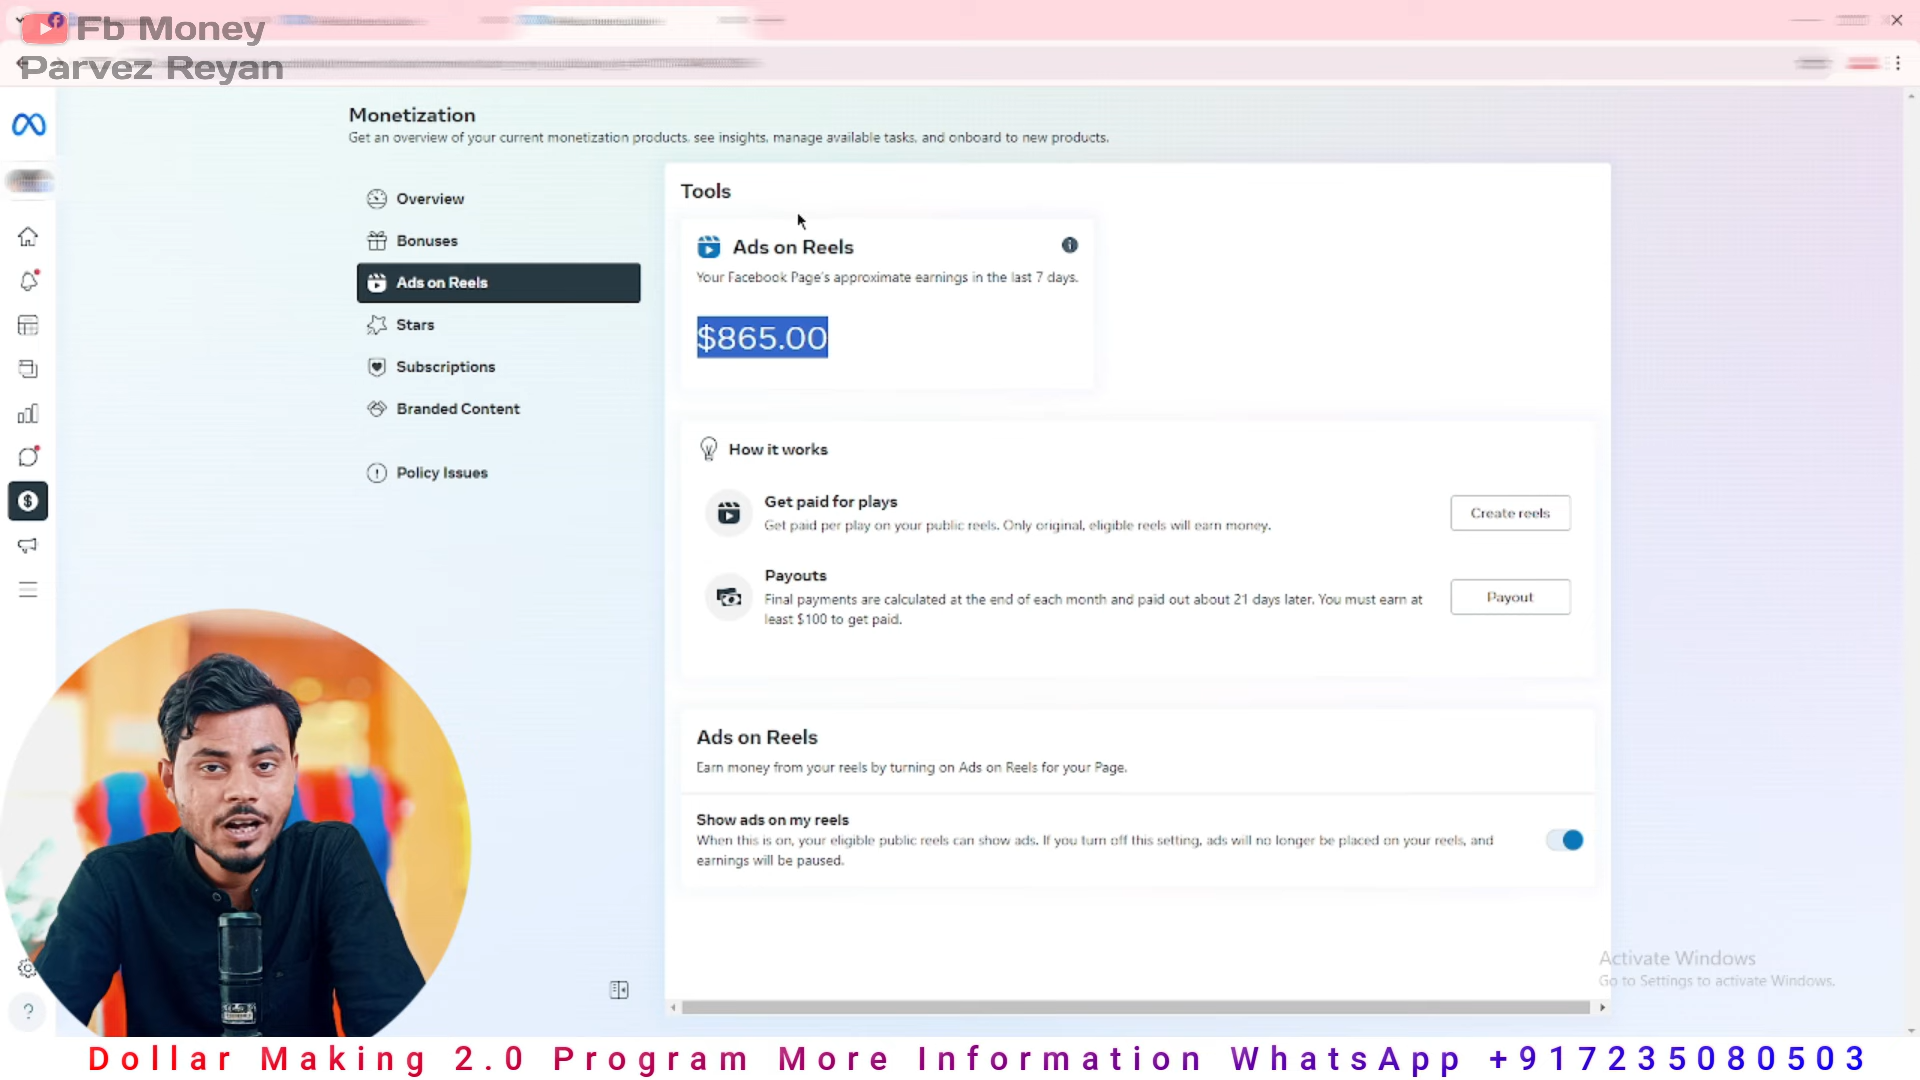 Fb Money
Parvez Reyan
Monetization
Get an overview of your current monetization products, see insights, manage available tasks, and onboard to new products.
Overview
Bonuses
Ads on Reels
Stars
Subscriptions
Branded Content
Policy Issues
Tools
Ads on Reels
Your Facebook Page's approximate earnings in the last 7 days.
$865.00
How it works
Get paid for plays
Get paid per play on your public reels. Only original, eligible reels will earn money.
Create reels
Payouts
Final payments are calculated at the end of each month and paid out about 21 days later. You must earn at
least $100 to get paid.
Payout
Ads on Reels
Earn money from your reels by turning on Ads on Reels for your Page.
Show ads on my reels
When this is on, your eligible public reels can show ads. If you turn off this setting, ads will no longer be placed on your reels, and
earnings will be paused.
Activate Windows
Go to Settings to activate Windows.
Dollar Making 2.0 Program More Information WhatsApp +917235080503